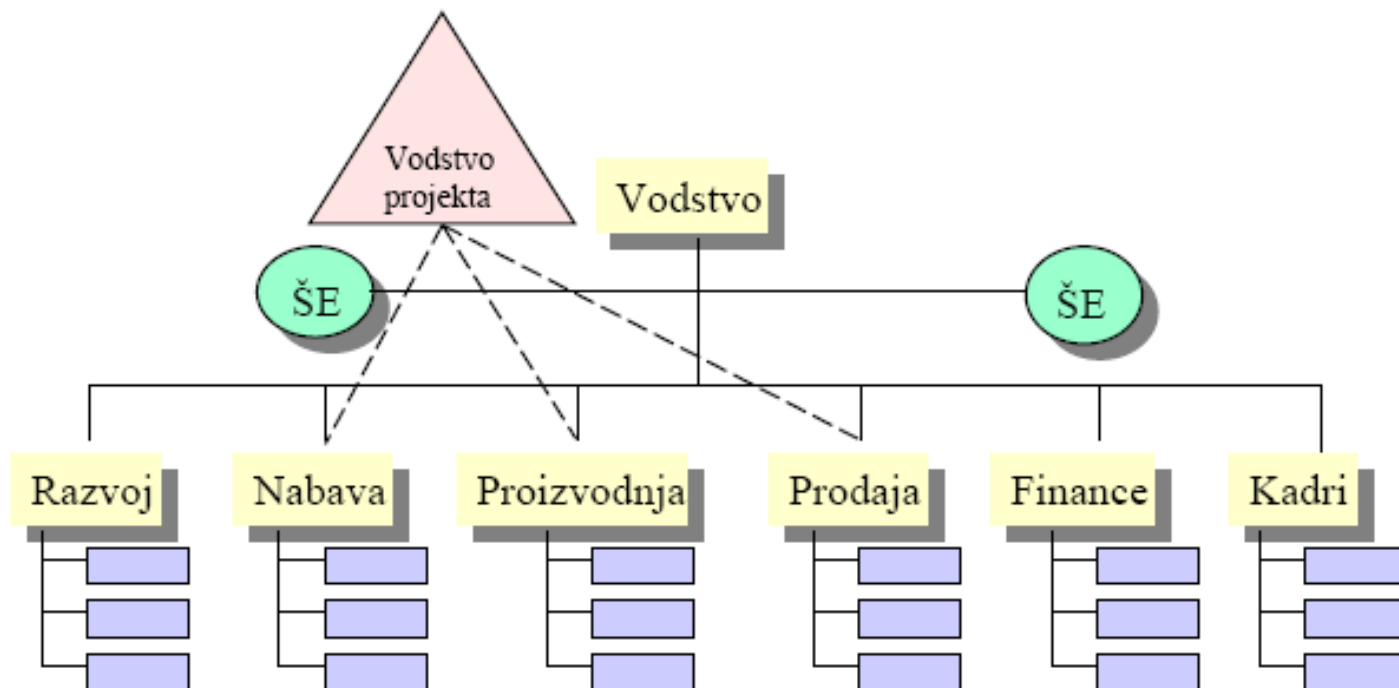 Vodstvo
projekta
Vodstvo
ŠE
ŠE
Razvoj
Nabava
Proizvodnja
Prodaja
Finance
Kadri